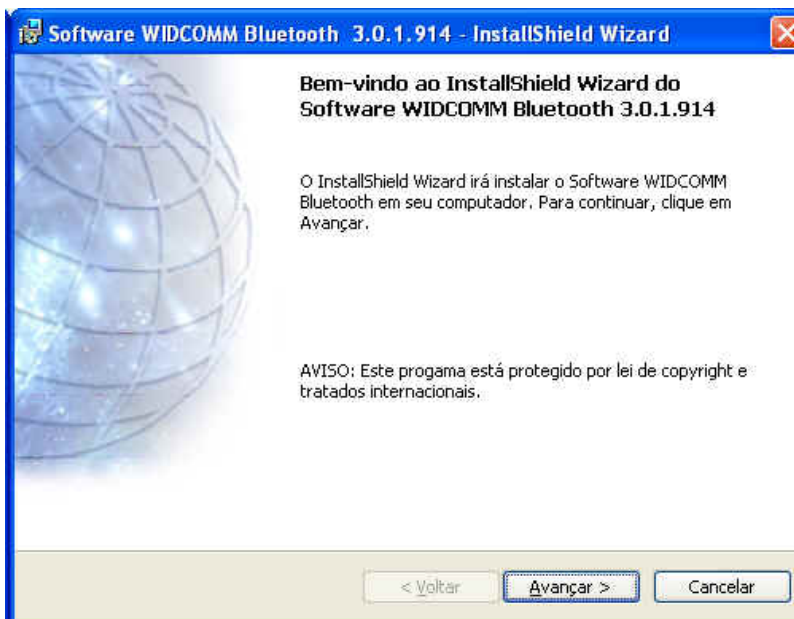 Software WIDCOMM Bluetooth 3.0.1.914 - InstallShield Wizard
Bem-vindo ao InstallShield Wizard do
Software WIDCOMM Bluetooth 3.0.1.914
O InstallShield Wizard irá instalar o Software WIDCOMM
Bluetooth em seu computador. Para continuar, clique em
Avançar.
AVISO: Este progama está protegido por lei de copyright e
tratados internacionais.
< Voltar
Avançar >
Cancelar